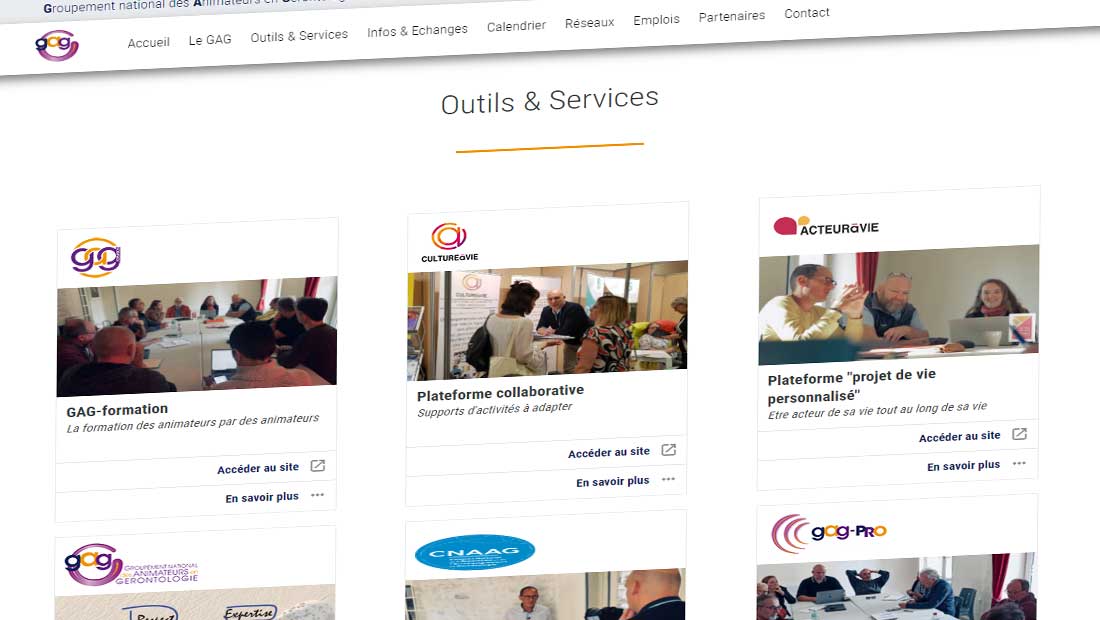 Groupement national des Animateurs en
gag
Accueil
Le GAG
Outils & Services
Infos & Echanges
Calendrier
Réseaux
Emplois
Partenaires
Contact
Outils & Services
gag
GAG-formation
La formation des animateurs par des animateurs
Accéder au site
En savoir plus
CULTUREàVIE
Plateforme collaborative
Supports d'activités à adapter
Accéder au site
En savoir plus
ACTEURàVIE
Plateforme "projet de vie
personnalisé"
Etre acteur de sa vie tout au long de sa vie
Accéder au site
En savoir plus
gag
GROUPEMENT NATIONAL
des ANIMATEURS en
GERONTOLOGIE
Respect
Expertise
CNAAG
gag-PRO